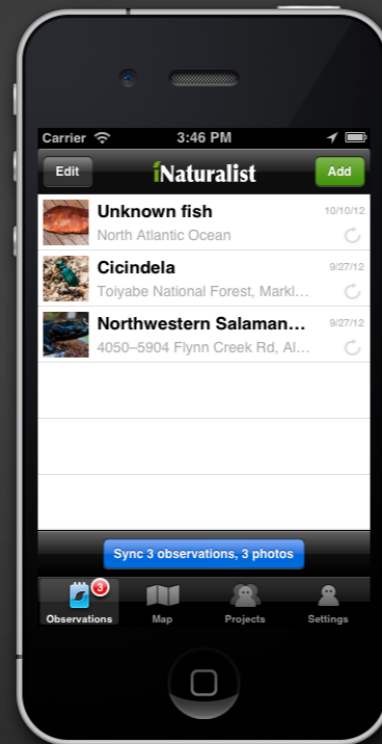 Carrier 3:46 PM
Edit iNaturalist Add
Unknown fish 10/10/12
North Atlantic Ocean
Cicindela 9/27/12
Toiyabe National Forest, Markl...
Northwestern Salaman... 9/27/12
4050–5904 Flynn Creek Rd, Al...
Sync 3 observations, 3 photos
3
Observations Map Projects Settings